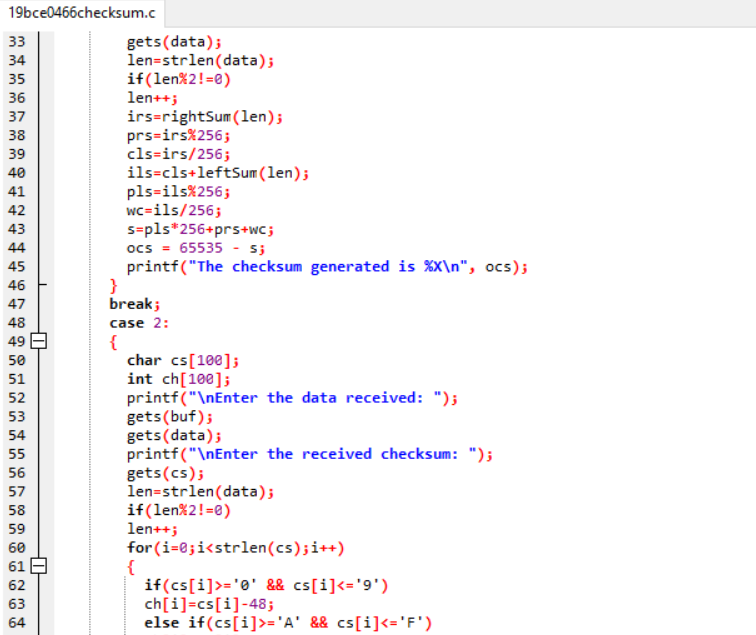 19bce0466checksum.c
33 gets(data);
34 len=strlen(data);
35 if(len%2!=0)
36 len++;
37 irs=rightSum(len);
38 prs=irs%256;
39 cls=irs/256;
40 ils=cls+leftSum(len);
41 pls=ils%256;
42 wc=ils/256;
43 s=pls*256+prs+wc;
44 ocs = 65535 - s;
45 printf("The checksum generated is %X\n", ocs);
46 }
47 break;
48 case 2:
49 {
50 char cs[100];
51 int ch[100];
52 printf("\nEnter the data received: ");
53 gets(buf);
54 gets(data);
55 printf("\nEnter the received checksum: ");
56 gets(cs);
57 len=strlen(data);
58 if(len%2!=0)
59 len++;
60 for(i=0;i<strlen(cs);i++)
61 {
62 if(cs[i]>='0' && cs[i]<='9')
63 ch[i]=cs[i]-48;
64 else if(cs[i]>='A' && cs[i]<='F')